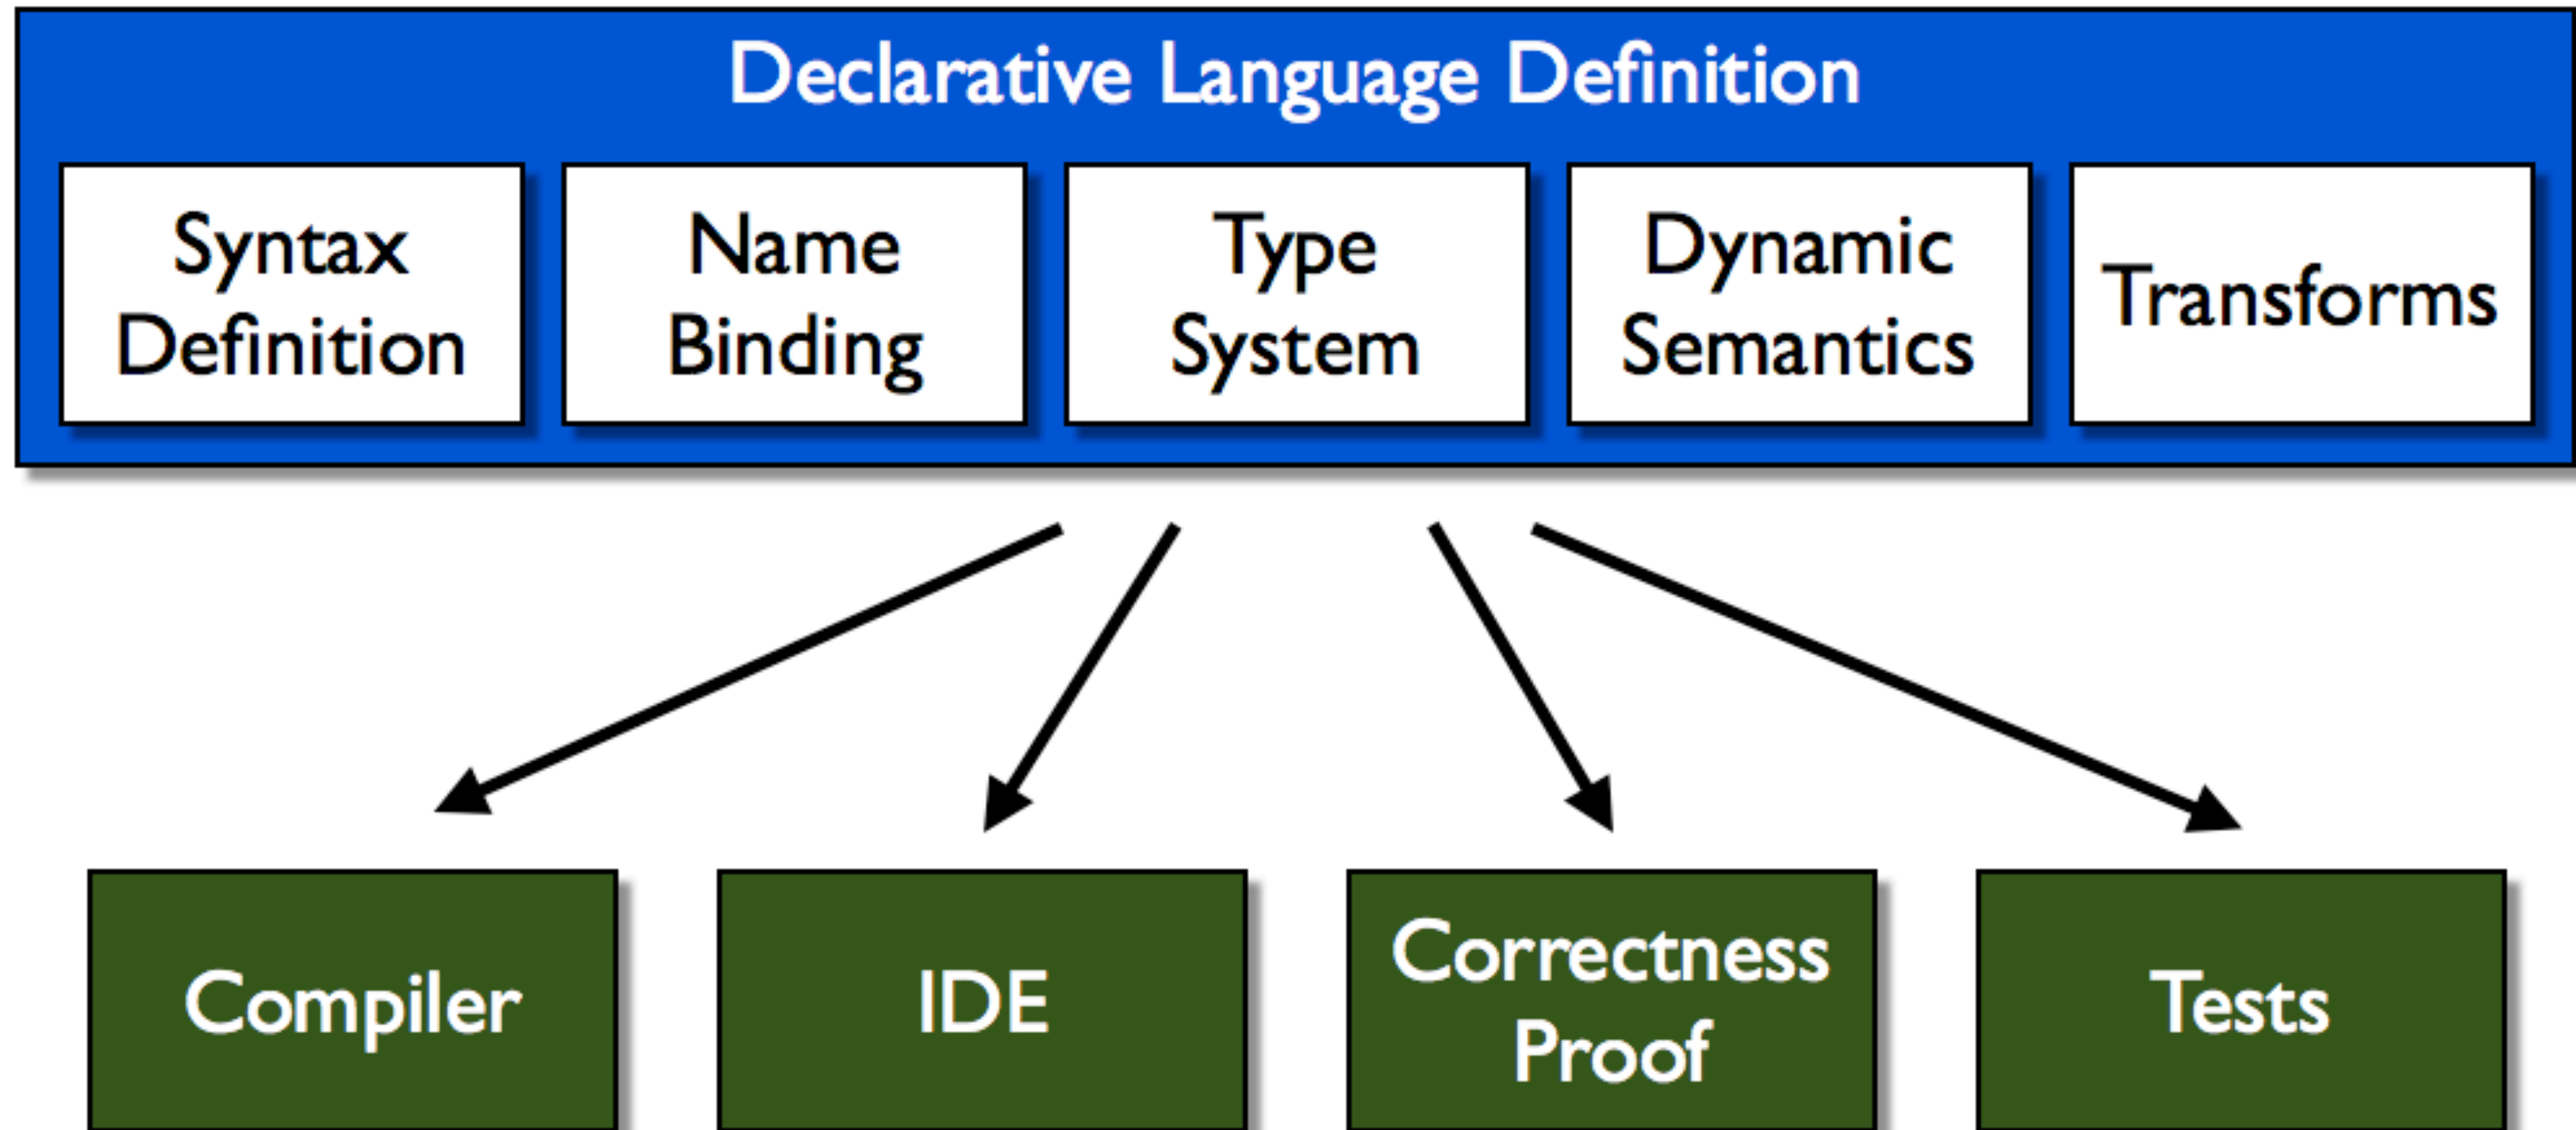 Declarative Language Definition
Syntax
Definition
Name
Binding
Type
System
Dynamic
Semantics
Transforms
Compiler
IDE
Correctness
Proof
Tests